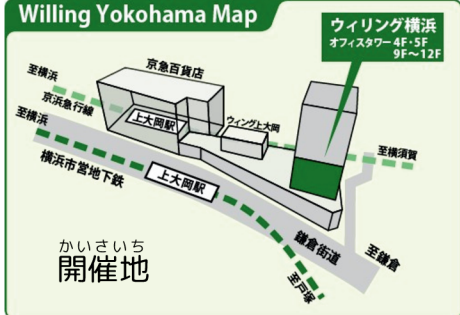 Willing Yokohama Map
ウィリング横浜
オフィスタワー 4F・5F
9F～12F
京急百貨店
至横浜
京浜急行線
上大岡駅
ウィング上大岡
至横須賀
至横浜
横浜市営地下鉄
上大岡駅
鎌倉街道
至鎌倉
至戸塚
かいさいち
開催地